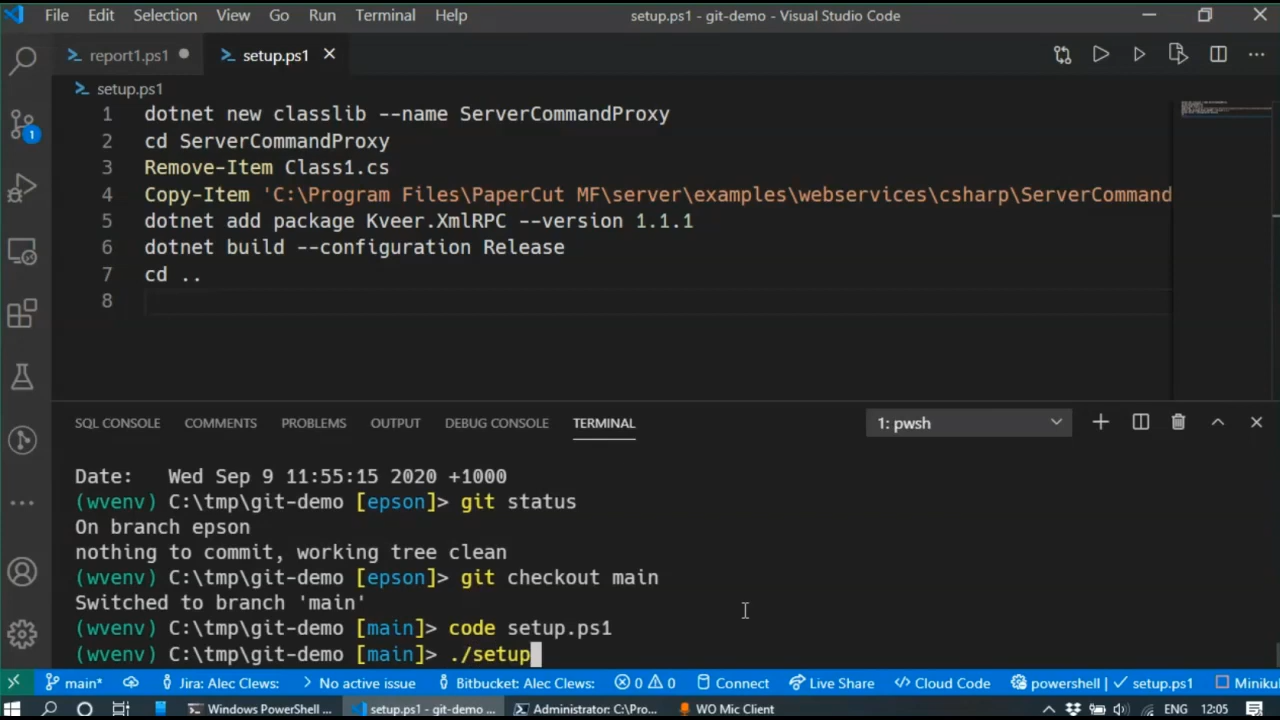 File Edit Selection View Go Run Terminal Help setup.ps1 - git-demo - Visual Studio Code
report1.ps1 setup.ps1
setup.ps1
1 dotnet new classlib --name ServerCommandProxy
2 cd ServerCommandProxy
3 Remove-Item Class1.cs
4 Copy-Item 'C:\Program Files\PaperCut MF\server\examples\webservices\csharp\ServerCommand
5 dotnet add package Kveer.XmlRPC --version 1.1.1
6 dotnet build --configuration Release
7 cd ..
8
1
SQL CONSOLE COMMENTS PROBLEMS OUTPUT DEBUG CONSOLE TERMINAL 1: pwsh
Date: Wed Sep 9 11:55:15 2020 +1000
(wvenv) C:\tmp\git-demo [epson]> git status
On branch epson
nothing to commit, working tree clean
(wvenv) C:\tmp\git-demo [epson]> git checkout main
Switched to branch 'main'
(wvenv) C:\tmp\git-demo [main]> code setup.ps1
(wvenv) C:\tmp\git-demo [main]> ./setup
main* Jira: Alec Clews: No active issue Bitbucket: Alec Clews: 0 0 Connect Live Share Cloud Code powershell | setup.ps1 Miniku
Windows PowerShell ... setup.ps1 - git-demo ... Administrator: C:\Pro... WO Mic Client ENG 12:05